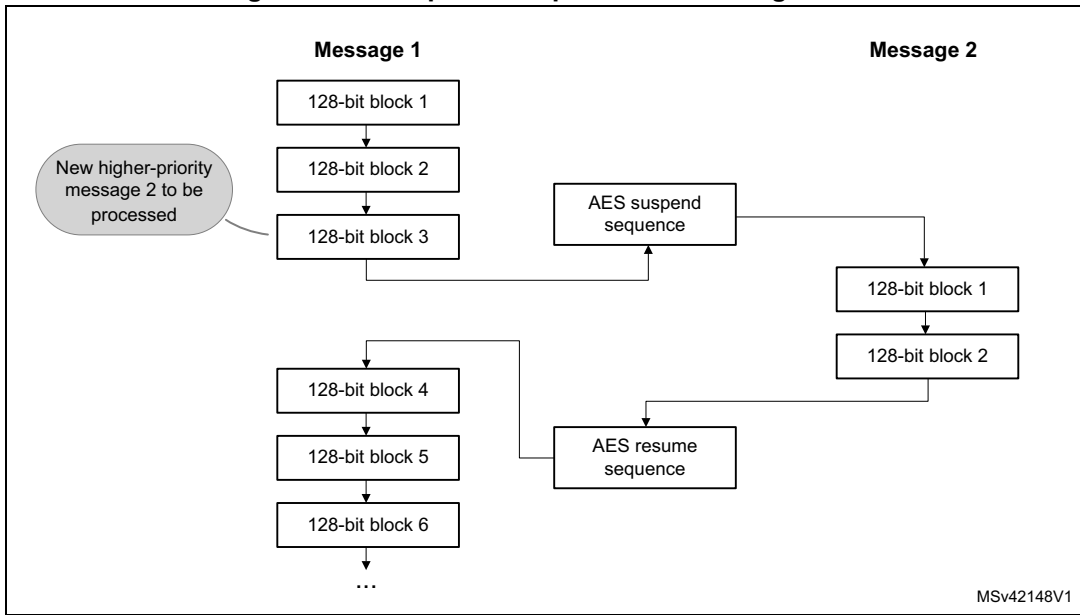 Message 1
Message 2
128-bit block 1
128-bit block 2
New higher-priority
message 2 to be
processed
128-bit block 3
AES suspend
sequence
128-bit block 1
128-bit block 2
AES resume
sequence
128-bit block 4
128-bit block 5
128-bit block 6
...
MSv42148V1